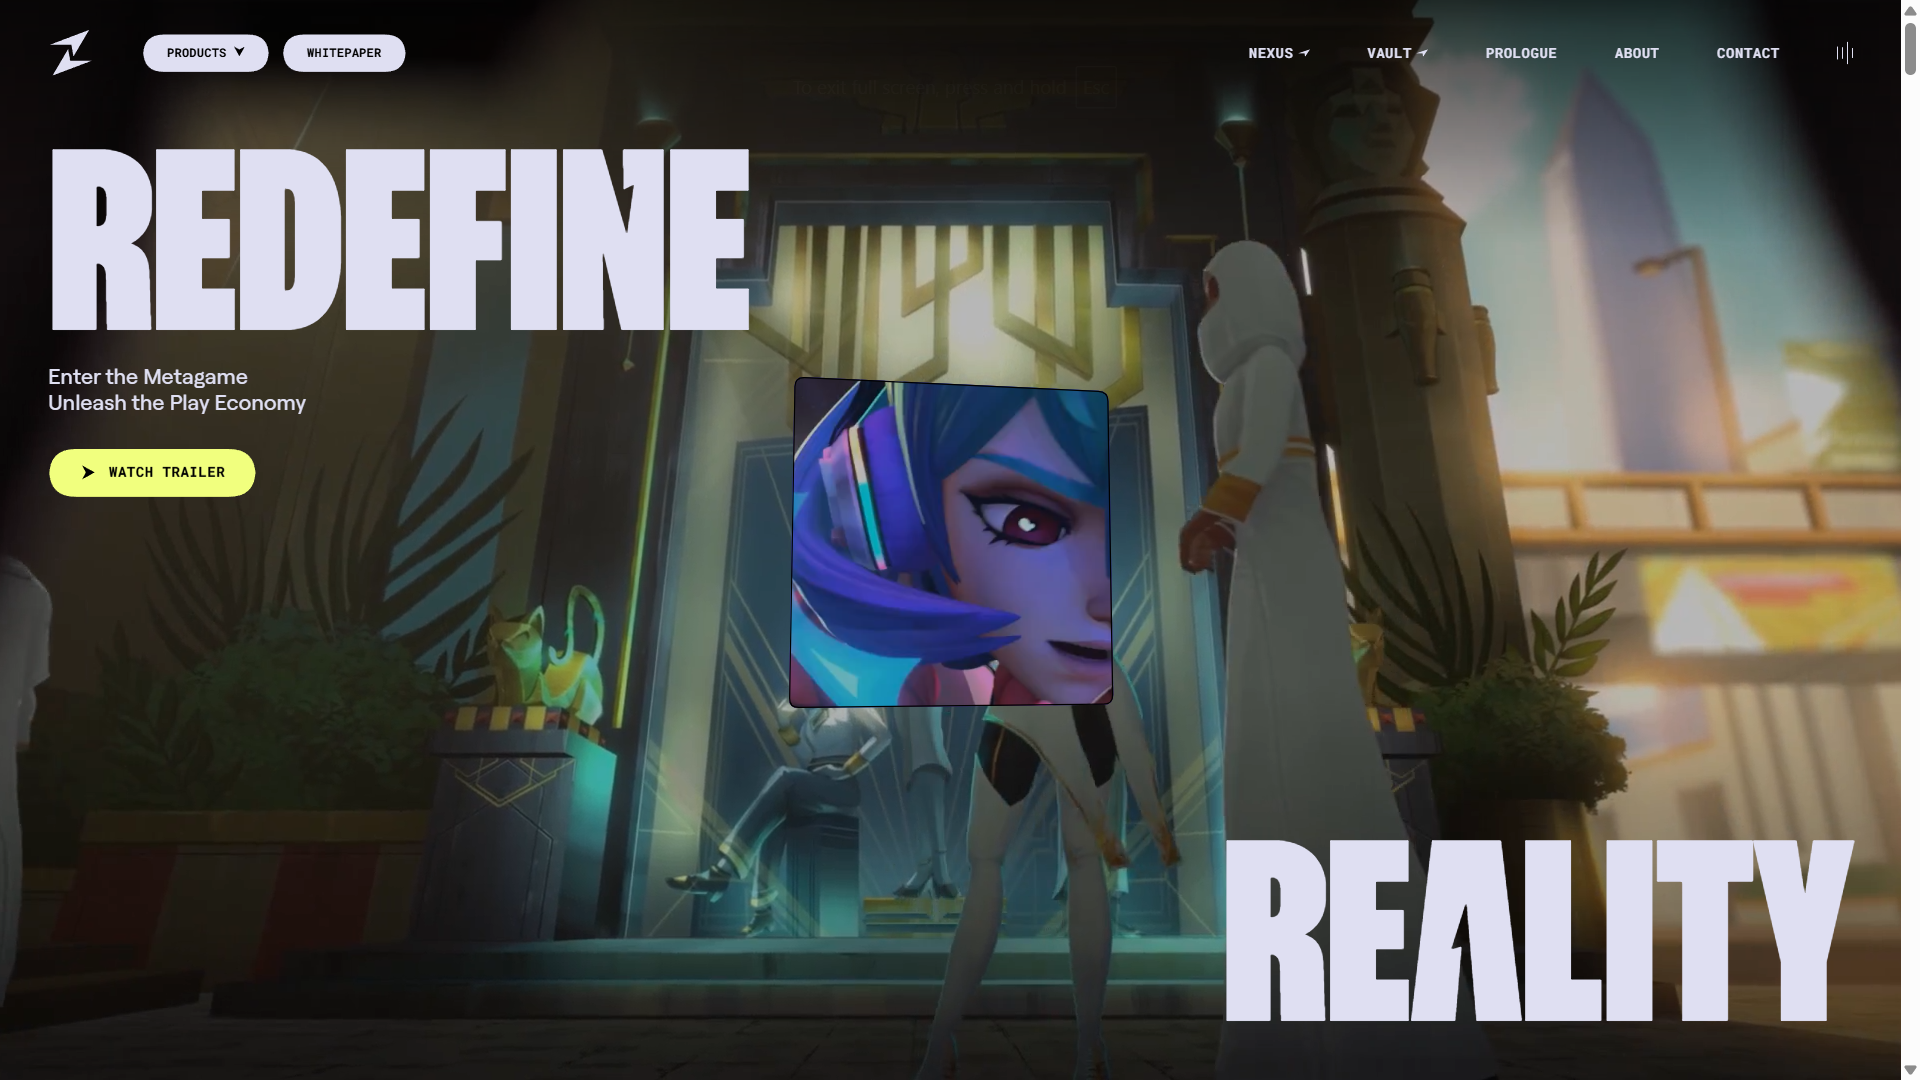 PRODUCTS
WHITEPAPER
NEXUS
VAULT
PROLOGUE
ABOUT
CONTACT
To exit full screen, press and hold Esc
REDEFINE
Enter the Metagame
Unleash the Play Economy
WATCH TRAILER
REALITY